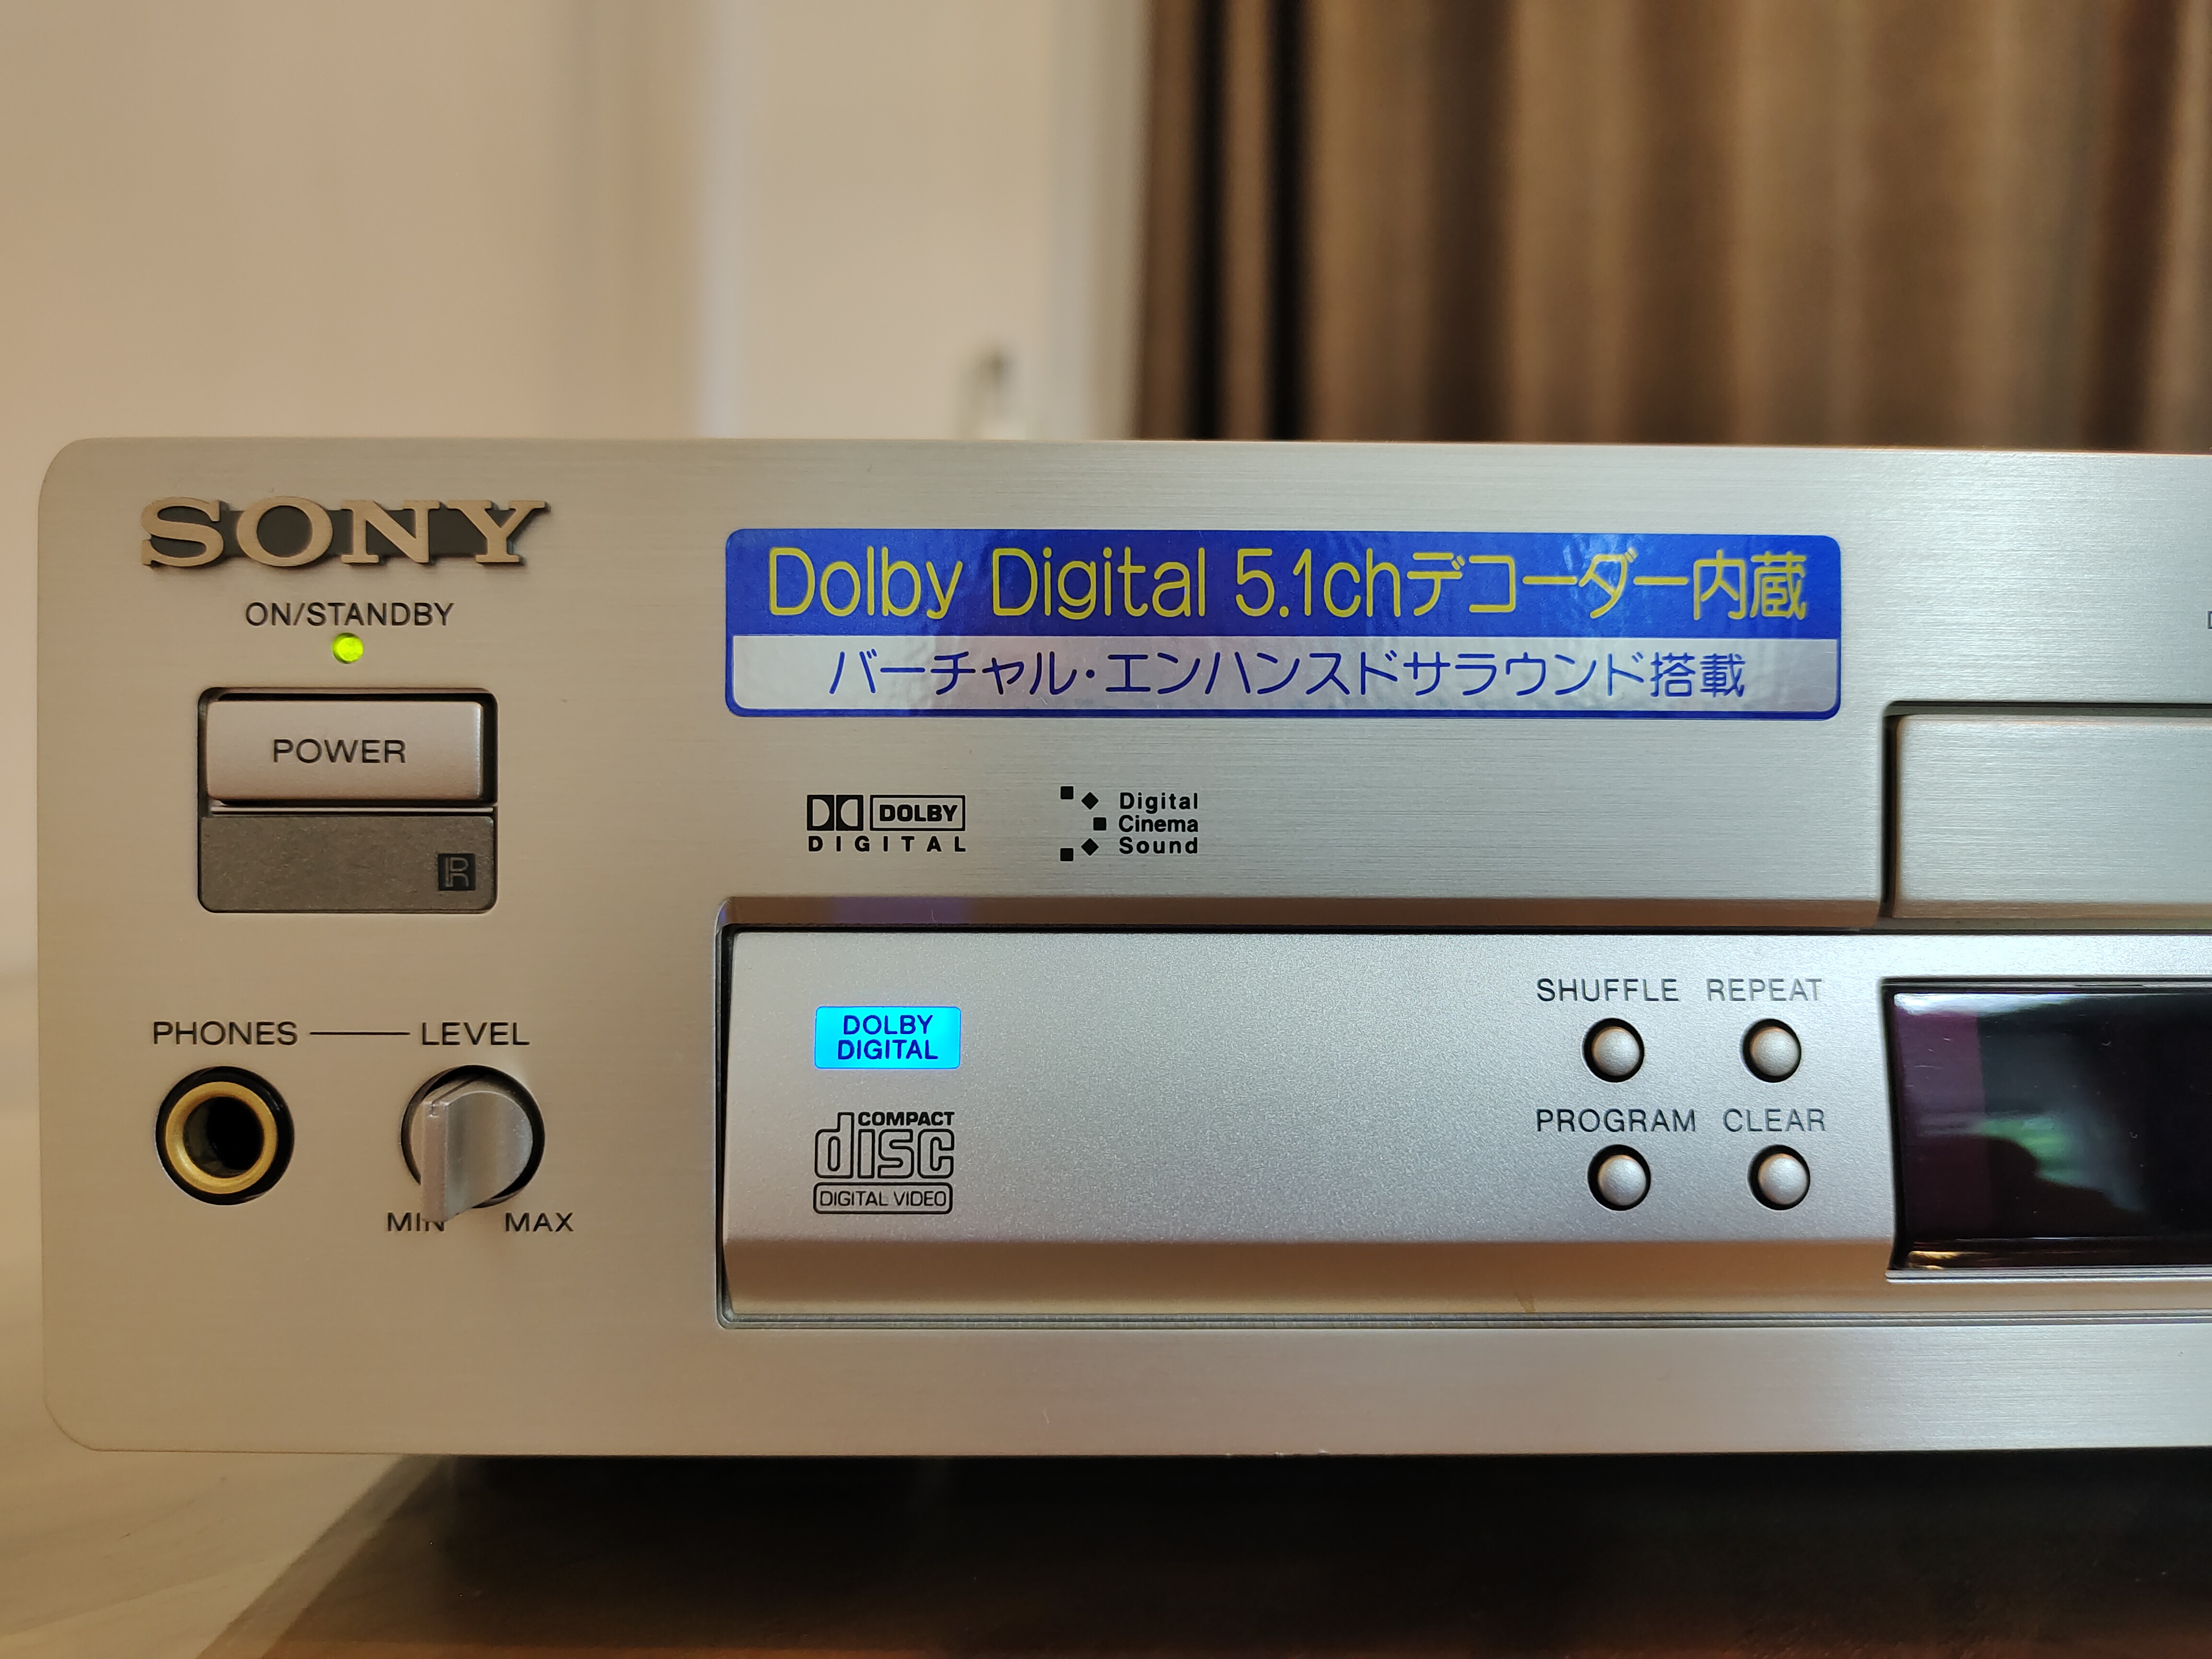 SONY
ON/STANDBY
POWER
R
PHONES LEVEL
MIN MAX
Dolby Digital 5.1chデコーダー内蔵
バーチャル・エンハンスドサラウンド搭載
DOLBY
DIGITAL
Digital
Cinema
Sound
DOLBY
DIGITAL
COMPACT
disc
DIGITAL VIDEO
SHUFFLE REPEAT
PROGRAM CLEAR